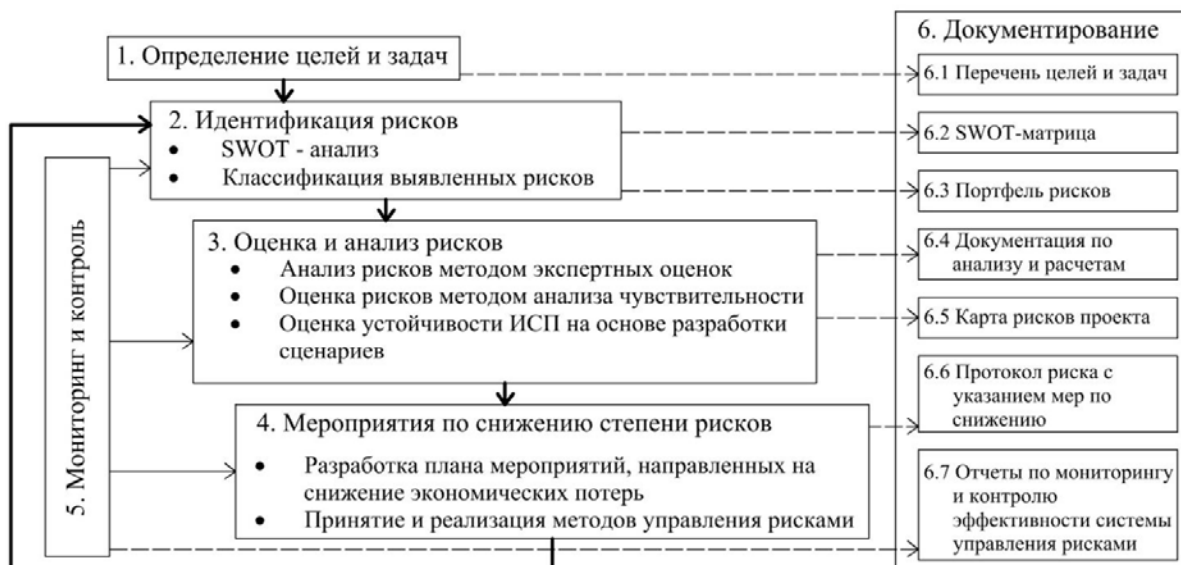 1. Определение целей и задач
2. Идентификация рисков
• SWOT - анализ
• Классификация выявленных рисков
3. Оценка и анализ рисков
• Анализ рисков методом экспертных оценок
• Оценка рисков методом анализа чувствительности
• Оценка устойчивости ИСП на основе разработки
сценариев
4. Мероприятия по снижению степени рисков
• Разработка плана мероприятий, направленных на
снижение экономических потерь
• Принятие и реализация методов управления рисками
5. Мониторинг и контроль
6. Документирование
6.1 Перечень целей и задач
6.2 SWOT-матрица
6.3 Портфель рисков
6.4 Документация по
анализу и расчетам
6.5 Карта рисков проекта
6.6 Протокол риска с
указанием мер по
снижению
6.7 Отчеты по мониторингу
и контролю
эффективности системы
управления рисками